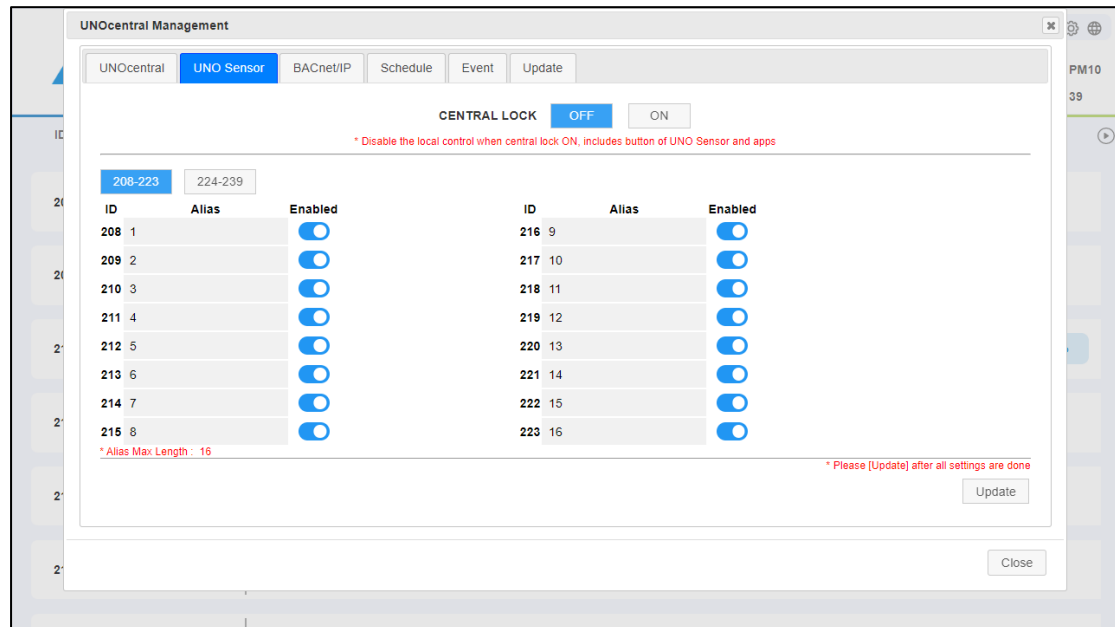 UNOcentral Management
PM10
39
UNOcentral UNO Sensor BACnet/IP Schedule Event Update
CENTRAL LOCK OFF ON
* Disable the local control when central lock ON, includes button of UNO Sensor and apps
208-223 224-239
ID Alias Enabled ID Alias Enabled
208 1 216 9
209 2 217 10
210 3 218 11
211 4 219 12
212 5 220 13
213 6 221 14
214 7 222 15
215 8 223 16
* Alias Max Length : 16
* Please [Update] after all settings are done
Update
Close